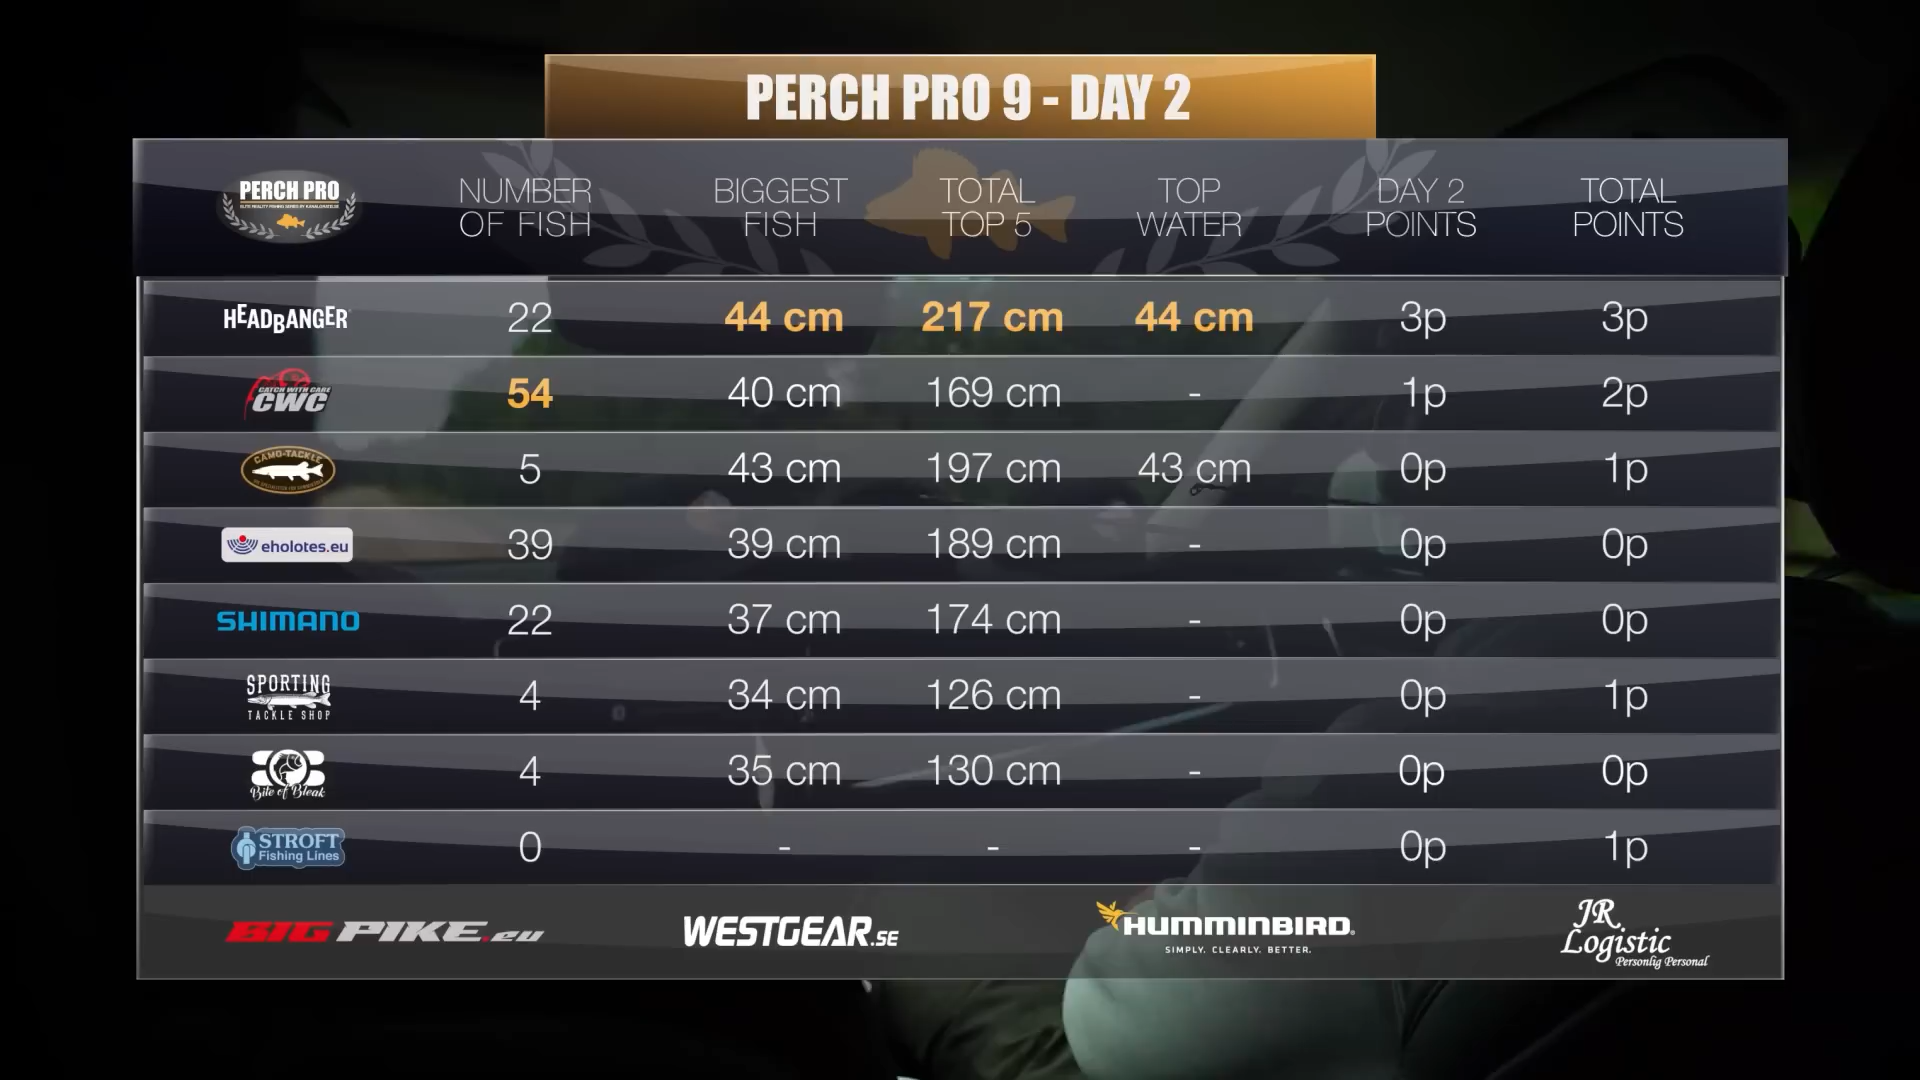 PERCH PRO 9 - DAY 2
PERCH PRO
NUMBER OF FISH
BIGGEST FISH
TOTAL TOP 5
TOP WATER
DAY 2 POINTS
TOTAL POINTS
HEADBANGER 22 44 cm 217 cm 44 cm 3p 3p
CATCH WITH CARE CWC 54 40 cm 169 cm - 1p 2p
CAMO-TACKLE 5 43 cm 197 cm 43 cm 0p 1p
eholotes.eu 39 39 cm 189 cm - 0p 0p
SHIMANO 22 37 cm 174 cm - 0p 0p
SPORTING TACKLE SHOP 4 34 cm 126 cm - 0p 1p
Bite of Bleak 4 35 cm 130 cm - 0p 0p
STROFT Fishing Lines 0 - - - 0p 1p
BIG PIKE.eu
WESTGEAR.SE
HUMMINBIRD
SIMPLY. CLEARLY. BETTER.
JR Logistic
Personlig Personal